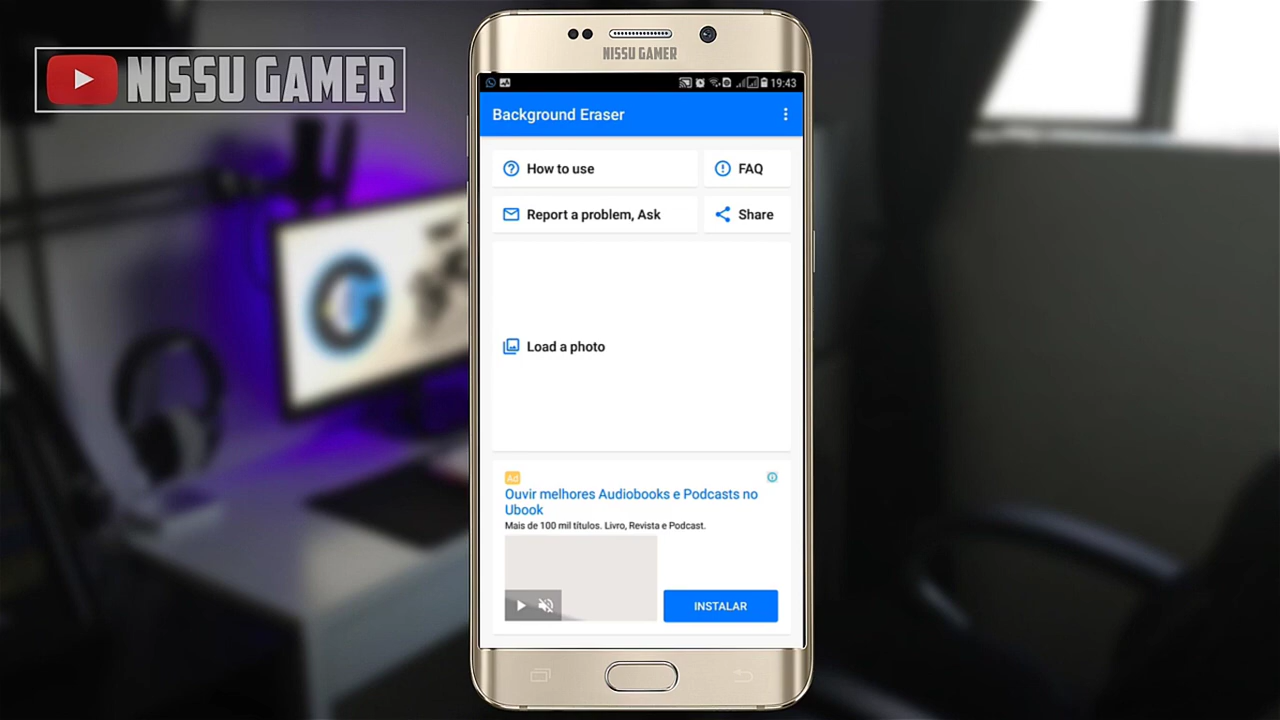 NISSU GAMER
NISSU GAMER
19:43
Background Eraser
How to use
FAQ
Report a problem, Ask
Share
Load a photo
Ad
Ouvir melhores Audiobooks e Podcasts no
Ubook
Mais de 100 mil títulos. Livro, Revista e Podcast.
INSTALAR